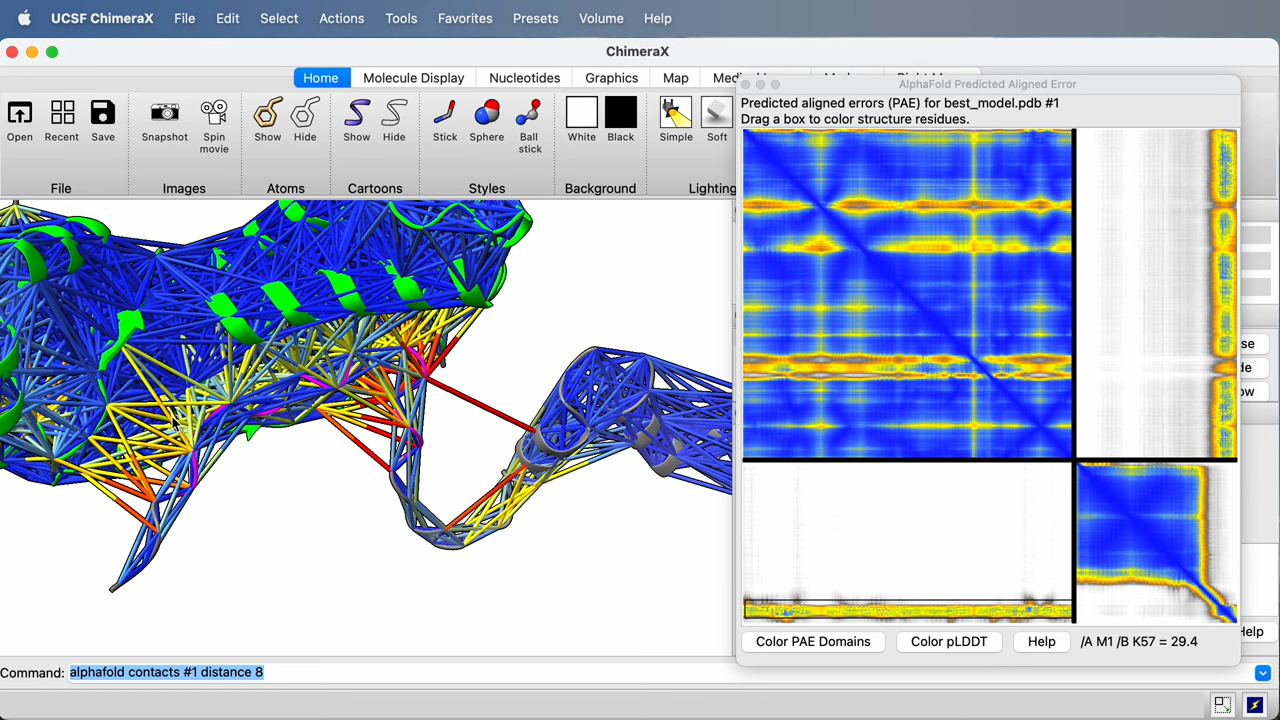 UCSF ChimeraX File Edit Select Actions Tools Favorites Presets Volume Help
ChimeraX
Home Molecule Display Nucleotides Graphics Map
AlphaFold Predicted Aligned Error
Predicted aligned errors (PAE) for best_model.pdb #1
Drag a box to color structure residues.
Open Recent Save Snapshot Spin movie Show Hide Show Hide Stick Sphere Ball stick White Black Simple Soft
File Images Atoms Cartoons Styles Background Lighting
Color PAE Domains Color pLDDT Help /A M1 /B K57 = 29.4
Command: alphafold contacts #1 distance 8